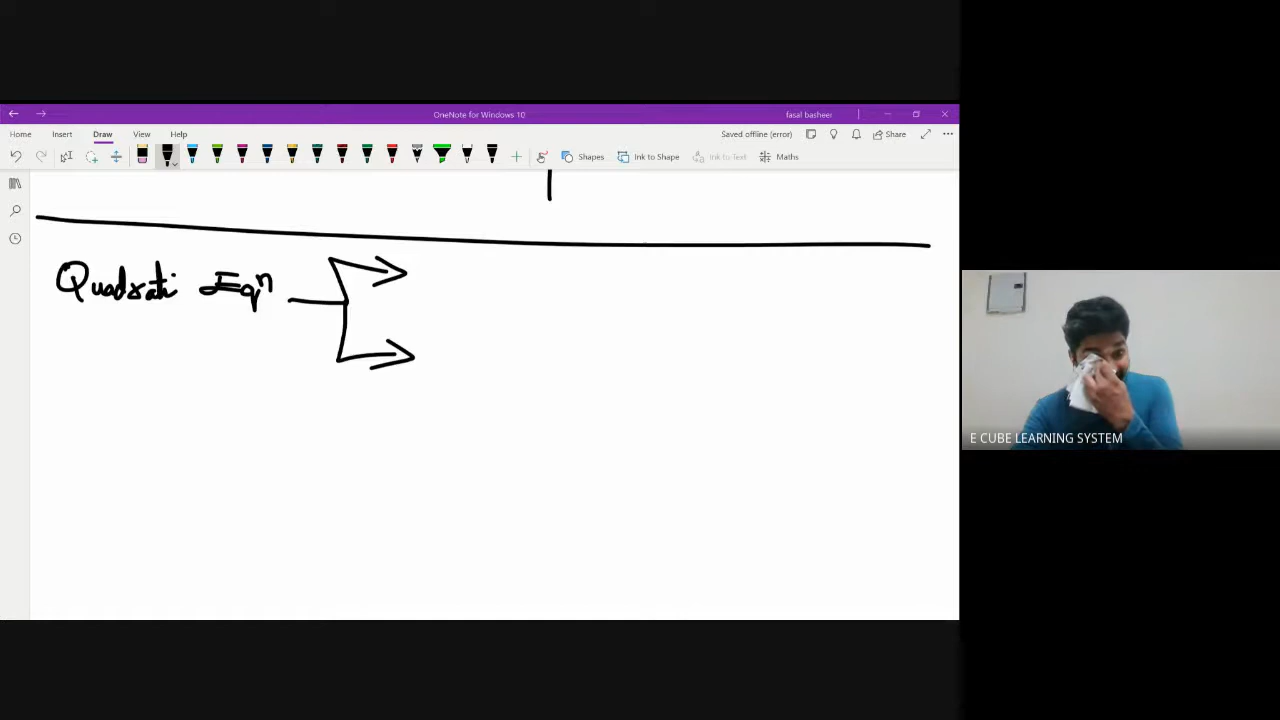 OneNote for Windows 10
fasal basheer
Home Insert Draw View Help
Saved offline (error)
Share
Shapes
Ink to Shape
Ink to Text
Maths
Quadrati Eqⁿ
E CUBE LEARNING SYSTEM